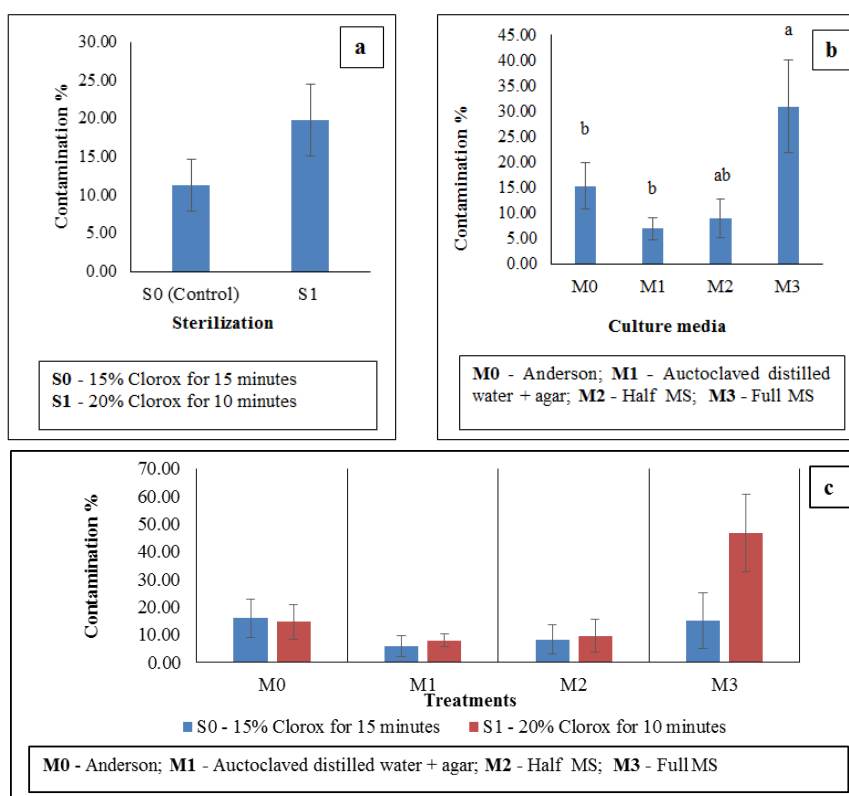 a
30.00
25.00
20.00
15.00
10.00
5.00
0.00
Contamination %
S0 (Control) S1
Sterilization
S0 - 15% Clorox for 15 minutes
S1 - 20% Clorox for 10 minutes
b
45.00
40.00
35.00
30.00
25.00
20.00
15.00
10.00
5.00
0.00
Contamination %
b b ab a
M0 M1 M2 M3
Culture media
M0 - Anderson; M1 - Auctoclaved distilled
water + agar; M2 - Half MS; M3 - Full MS
c
70.00
60.00
50.00
40.00
30.00
20.00
10.00
0.00
Contamination %
M0 M1 M2 M3
Treatments
S0 - 15% Clorox for 15 minutes S1 - 20% Clorox for 10 minutes
M0 - Anderson; M1 - Auctoclaved distilled water + agar; M2 - Half MS; M3 - Full MS